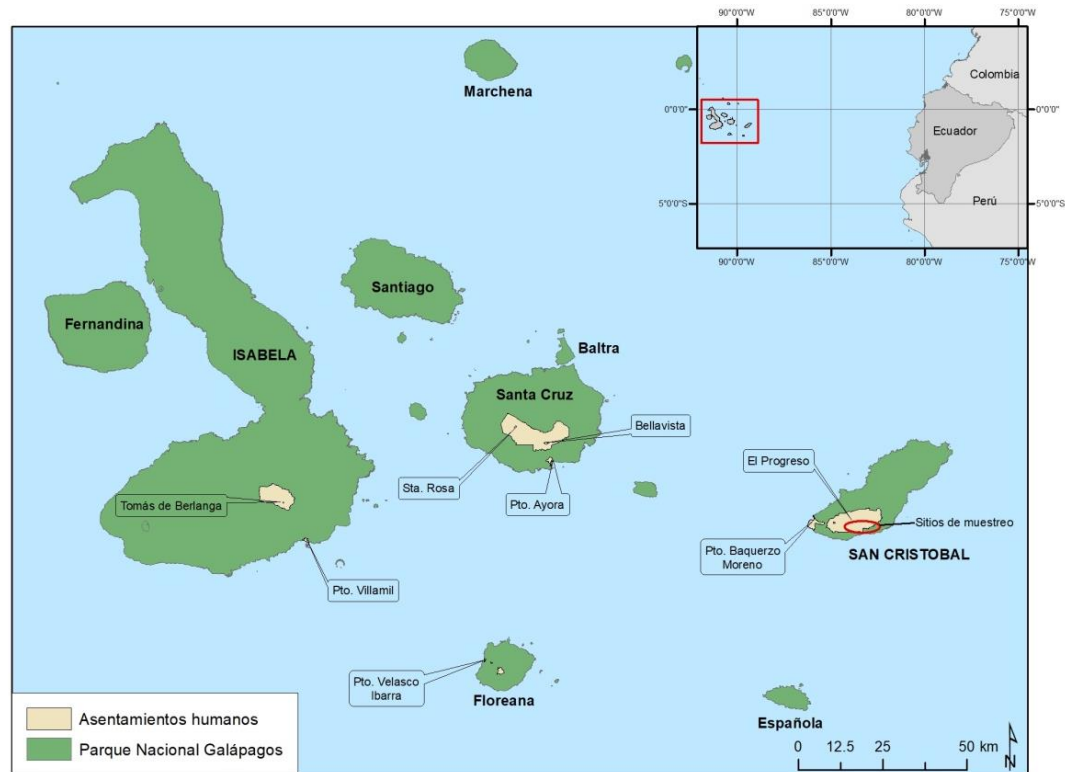 90°0'0"W
85°0'0"W
80°0'0"W
75°0'0"W
Colombia
0°0'0"
0°0'0"
Ecuador
Perú
5°0'0"S
5°0'0"S
90°0'0"W
85°0'0"W
80°0'0"W
75°0'0"W
Marchena
Santiago
Fernandina
ISABELA
Baltra
Santa Cruz
Bellavista
El Progreso
Sta. Rosa
Tomás de Berlanga
Pto. Ayora
Sitios de muestreo
Pto. Baquerzo
Moreno
SAN CRISTOBAL
Pto. Villamil
Pto. Velasco
Ibarra
Floreana
Española
Asentamientos humanos
Parque Nacional Galápagos
0 12.5 25 50 km
N